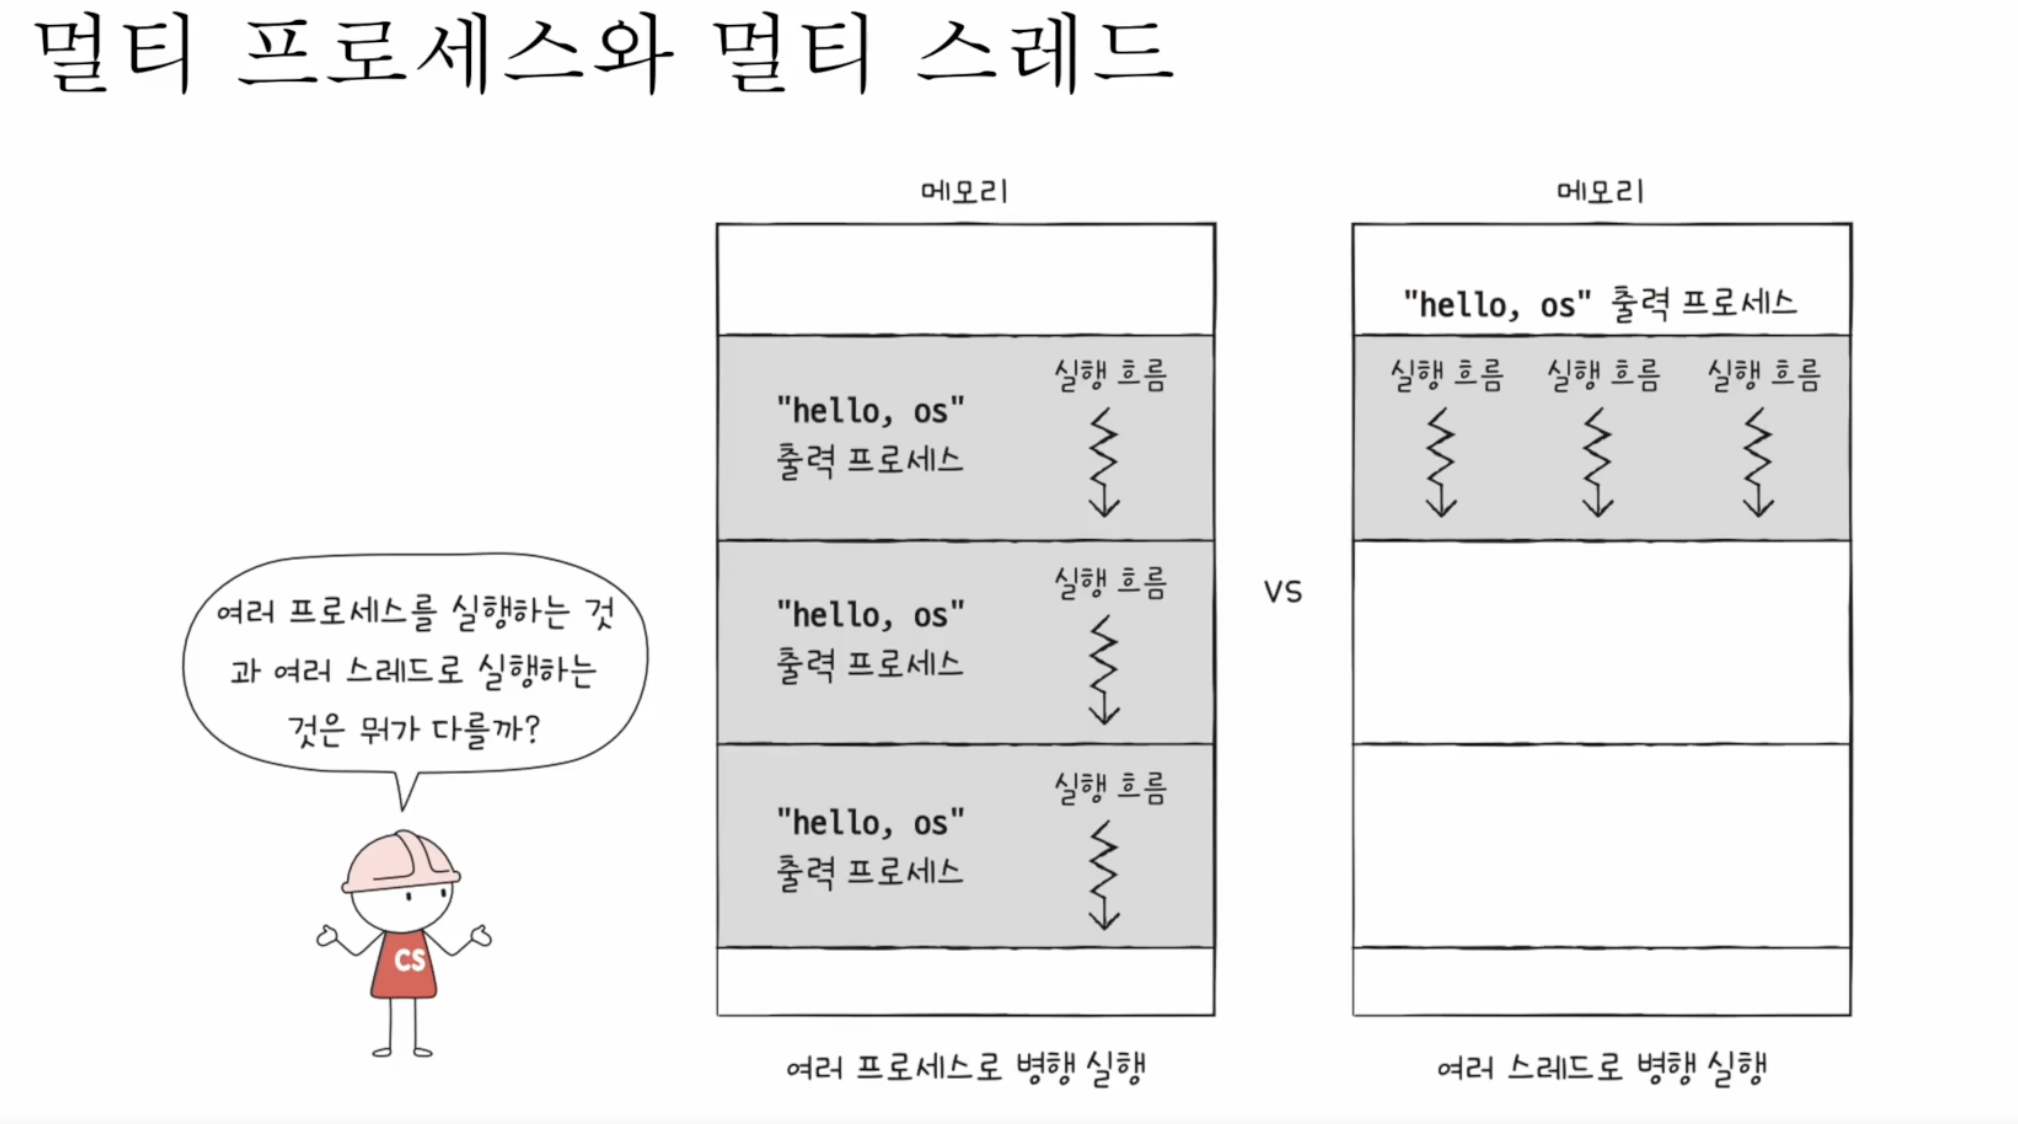 멀티 프로세스와 멀티 스레드
여러 프로세스를 실행하는 것
과 여러 스레드로 실행하는
것은 뭐가 다를까?
CS
메모리
"hello, os"
출력 프로세스
실행 흐름
"hello, os"
출력 프로세스
실행 흐름
"hello, os"
출력 프로세스
실행 흐름
여러 프로세스로 병행 실행
VS
메모리
"hello, os" 출력 프로세스
실행 흐름 실행 흐름 실행 흐름
여러 스레드로 병행 실행